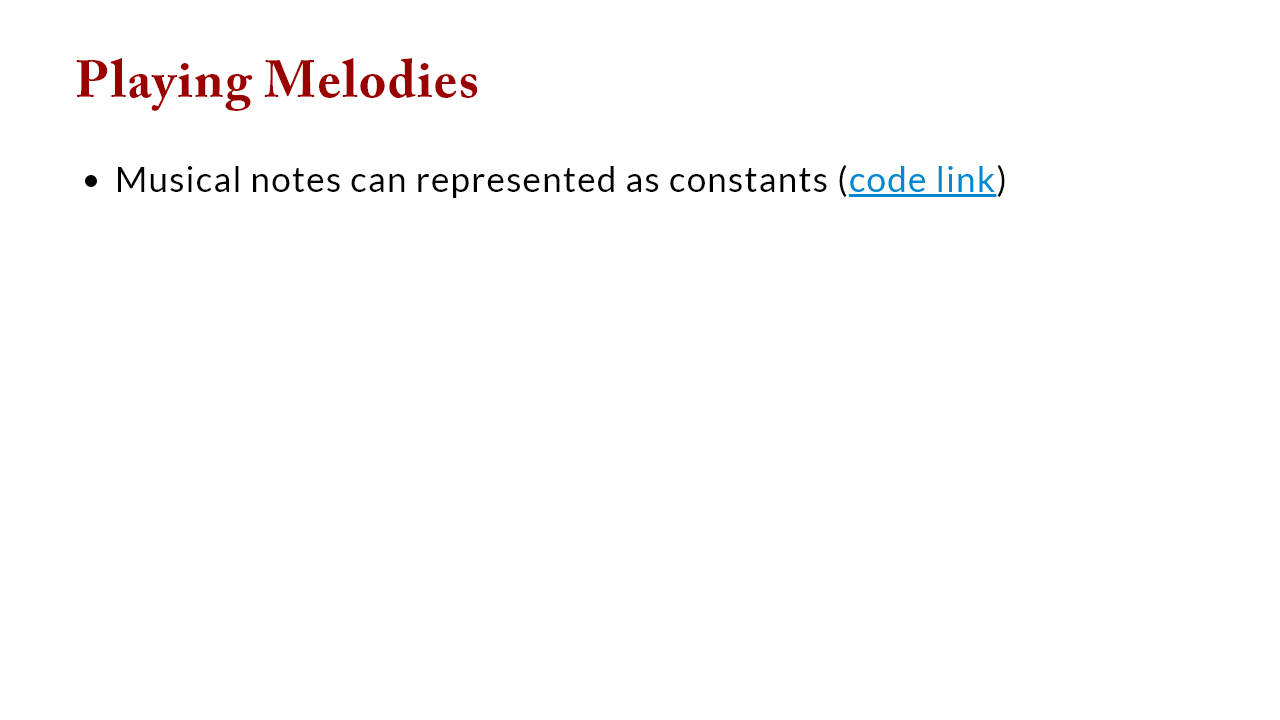 Playing Melodies
• Musical notes can represented as constants (code link)